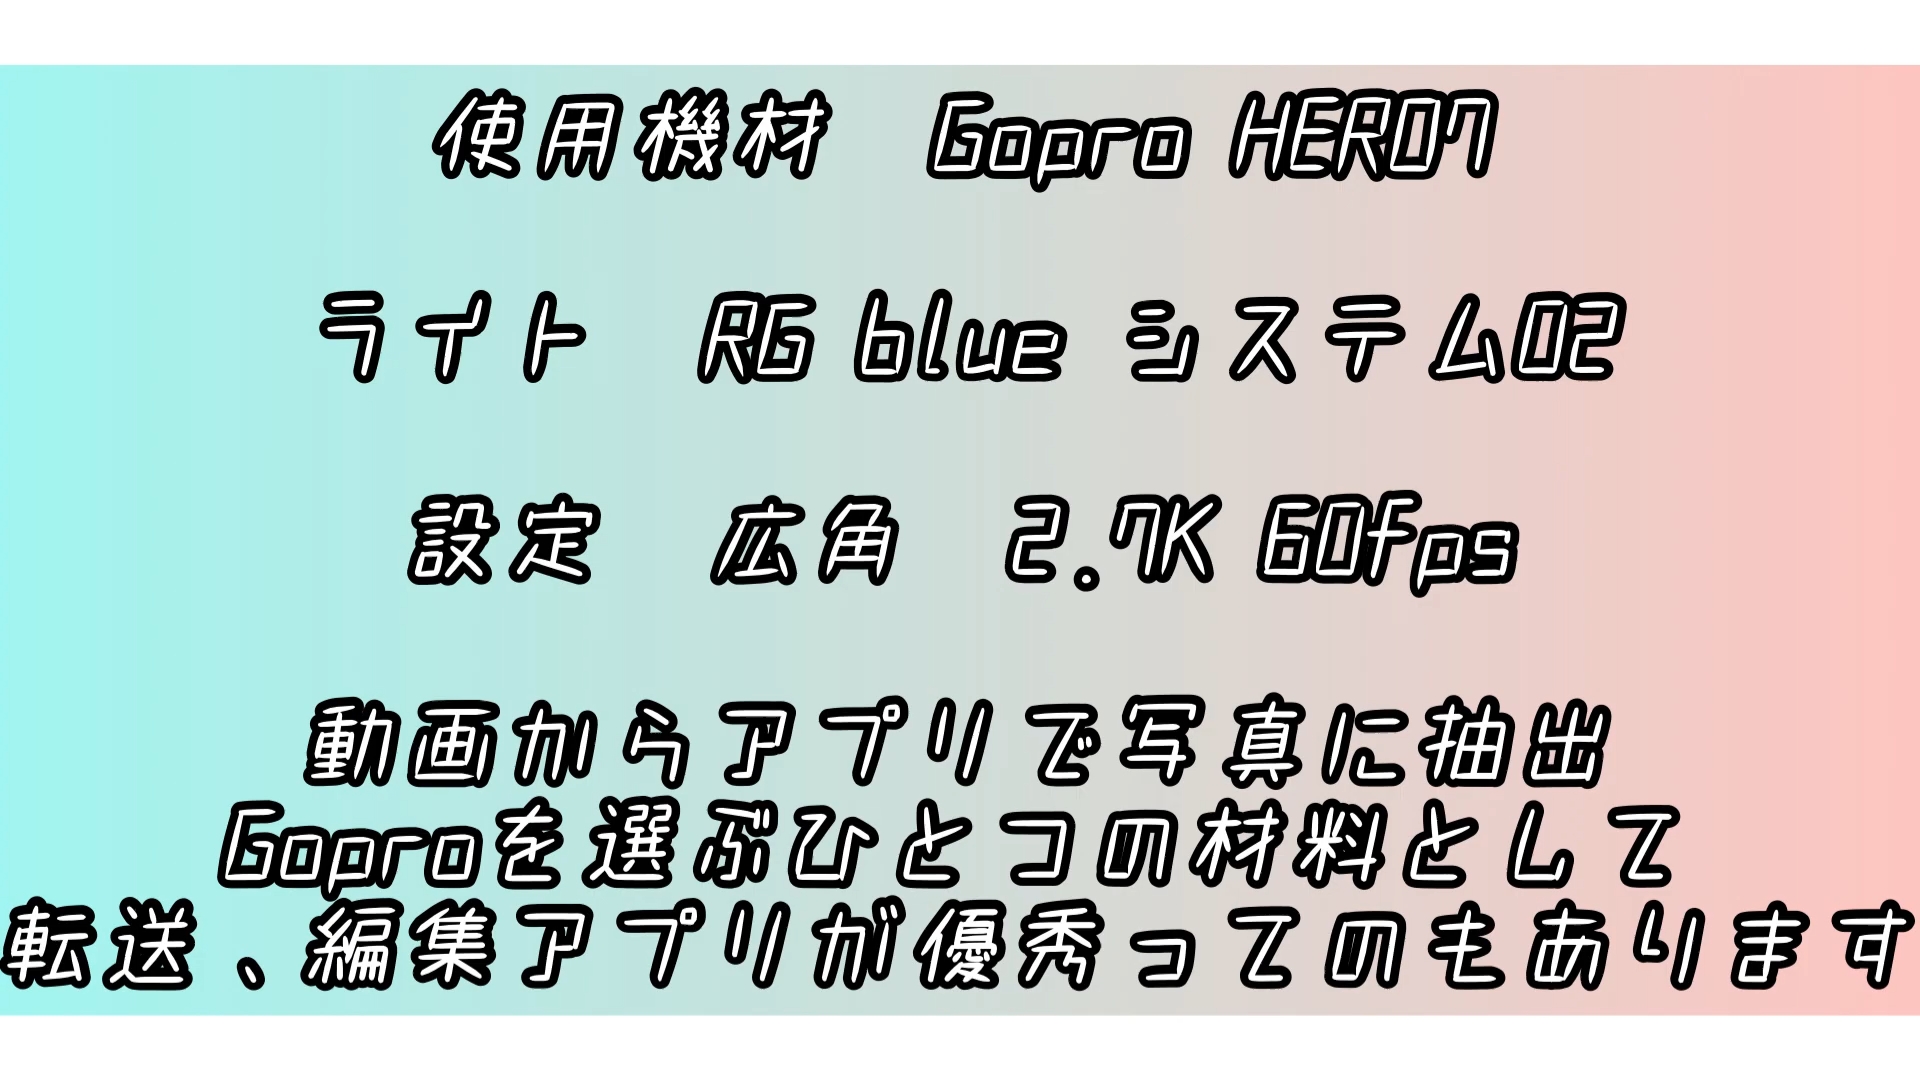 使用機材　Gopro HERO7
ライト　RG blue システム02
設定　広角　2.7K 60fps
動画からアプリで写真に抽出
Goproを選ぶひとつの材料として
転送、編集アプリが優秀ってのもあります